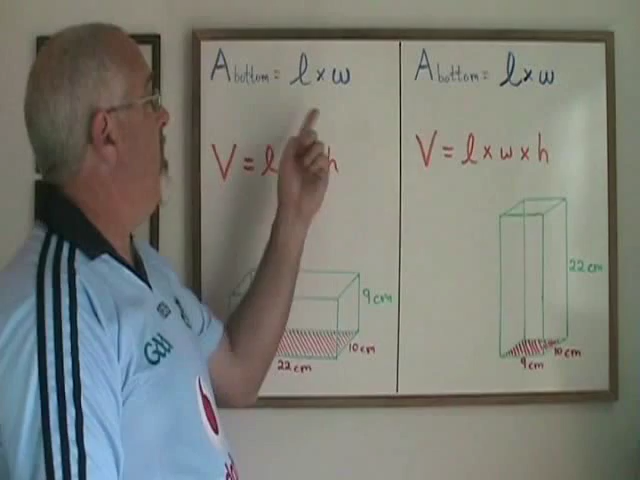 A bottom = l x w
V = l h
9 cm
10 cm
22 cm
A bottom = l x w
V = l x w x h
22 cm
10 cm
9 cm
GAA